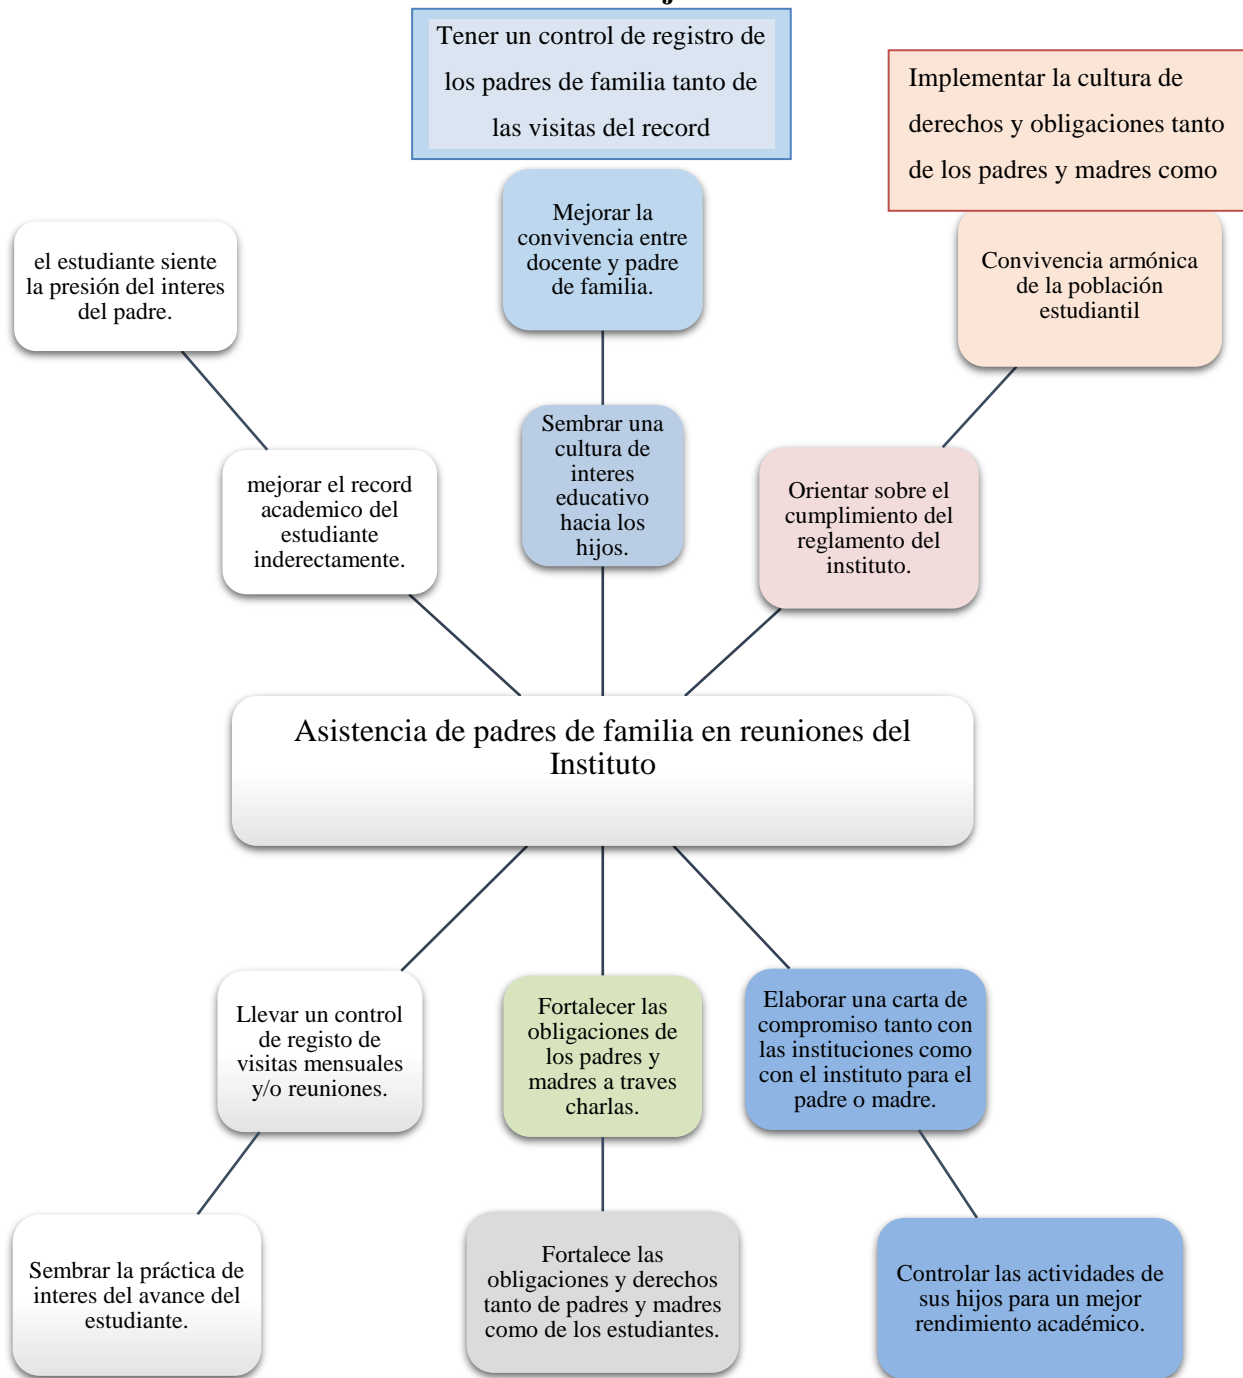 Tener un control de registro de
los padres de familia tanto de
las visitas del record
Implementar la cultura de
derechos y obligaciones tanto
de los padres y madres como
Mejorar la
convivencia entre
docente y padre
de familia.
el estudiante siente
la presión del interes
del padre.
Convivencia armónica
de la población
estudiantil
Sembrar una
cultura de
interes
educativo
hacia los
hijos.
mejorar el record
academico del
estudiante
inderectamente.
Orientar sobre el
cumplimiento del
reglamento del
instituto.
Asistencia de padres de familia en reuniones del
Instituto
Llevar un control
de registo de
visitas mensuales
y/o reuniones.
Fortalecer las
obligaciones de
los padres y
madres a traves
charlas.
Elaborar una carta de
compromiso tanto con
las instituciones como
con el instituto para el
padre o madre.
Sembrar la práctica de
interes del avance del
estudiante.
Fortalece las
obligaciones y derechos
tanto de padres y madres
como de los estudiantes.
Controlar las actividades de
sus hijos para un mejor
rendimiento académico.